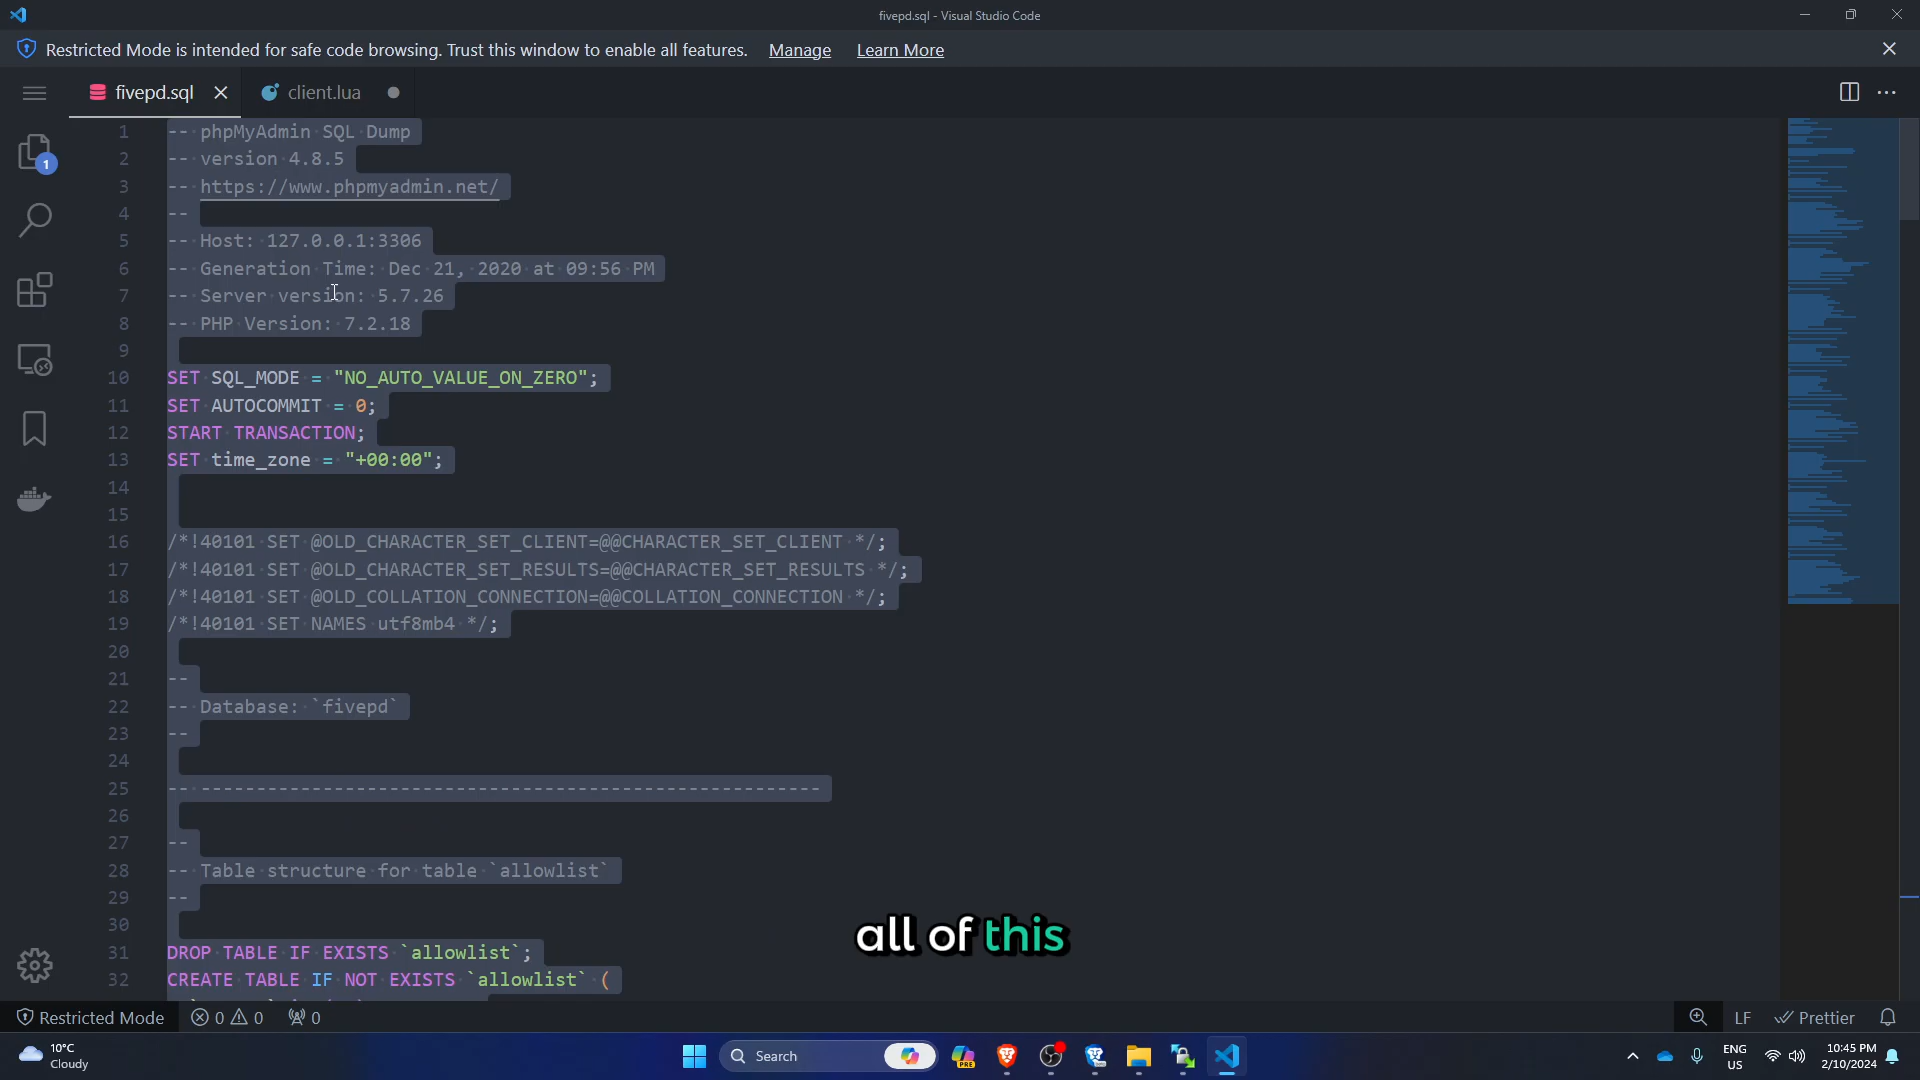 fivepd.sql - Visual Studio Code
Restricted Mode is intended for safe code browsing. Trust this window to enable all features. Manage Learn More
fivepd.sql client.lua
1 -- phpMyAdmin SQL Dump
2 -- version 4.8.5
3 -- https://www.phpmyadmin.net/
4 --
5 -- Host: 127.0.0.1:3306
6 -- Generation Time: Dec 21, 2020 at 09:56 PM
7 -- Server version: 5.7.26
8 -- PHP Version: 7.2.18
9
10 SET SQL_MODE = "NO_AUTO_VALUE_ON_ZERO";
11 SET AUTOCOMMIT = 0;
12 START TRANSACTION;
13 SET time_zone = "+00:00";
14
15
16 /*!40101 SET @OLD_CHARACTER_SET_CLIENT=@@CHARACTER_SET_CLIENT */;
17 /*!40101 SET @OLD_CHARACTER_SET_RESULTS=@@CHARACTER_SET_RESULTS */;
18 /*!40101 SET @OLD_COLLATION_CONNECTION=@@COLLATION_CONNECTION */;
19 /*!40101 SET NAMES utf8mb4 */;
20
21 --
22 -- Database: `fivepd`
23 --
24
25 -- --------------------------------------------------------
26
27 --
28 -- Table structure for table `allowlist`
29 --
30
31 DROP TABLE IF EXISTS `allowlist`;
32 CREATE TABLE IF NOT EXISTS `allowlist` (
1
all of this
Restricted Mode 0 0 0 LF Prettier
10°C
Cloudy
Search
PRE
ENG
US
10:45 PM
2/10/2024